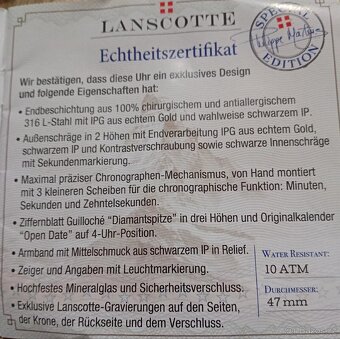 LANSCOTTE
Echtheitszertifikat
SPECIAL
EDITION
Wir bestätigen, dass diese Uhr ein exklusives Design
und folgende Eigenschaften hat:
• Endbeschichtung aus 100% chirurgischem und antiallergischem
316 L-Stahl mit IPG aus echtem Gold und wahlweise schwarzem IP.
• Außenschräge in 2 Höhen mit Endverarbeitung IPG aus echtem Gold,
schwarzem IP und Kontrastverschraubung sowie schwarze Innenschräge
mit Sekundenmarkierung.
• Maximal präziser Chronographen-Mechanismus, von Hand montiert
mit 3 kleineren Scheiben für die chronographische Funktion: Minuten,
Sekunden und Zehntelsekunden.
• Ziffernblatt Guilloché "Diamantspitze" in drei Höhen und Originalkalender
"Open Date" auf 4-Uhr-Position.
• Armband mit Mittelschmuck aus schwarzem IP in Relief.
• Zeiger und Angaben mit Leuchtmarkierung.
• Hochfestes Mineralglas und Sicherheitsverschluss.
• Exklusive Lanscotte-Gravierungen auf den Seiten,
der Krone, der Rückseite und dem Verschluss.
WATER RESISTANT:
10 ATM
DURCHMESSER:
47 mm